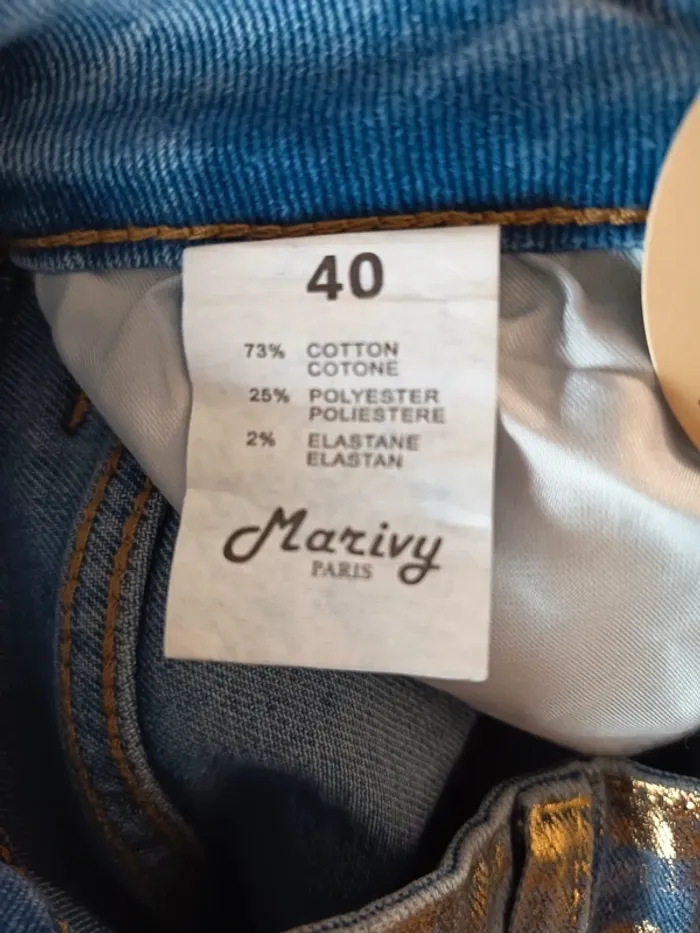 40
73% COTTON
COTONE
25% POLYESTER
POLIESTERE
2% ELASTANE
ELASTAN
Marivy
PARIS